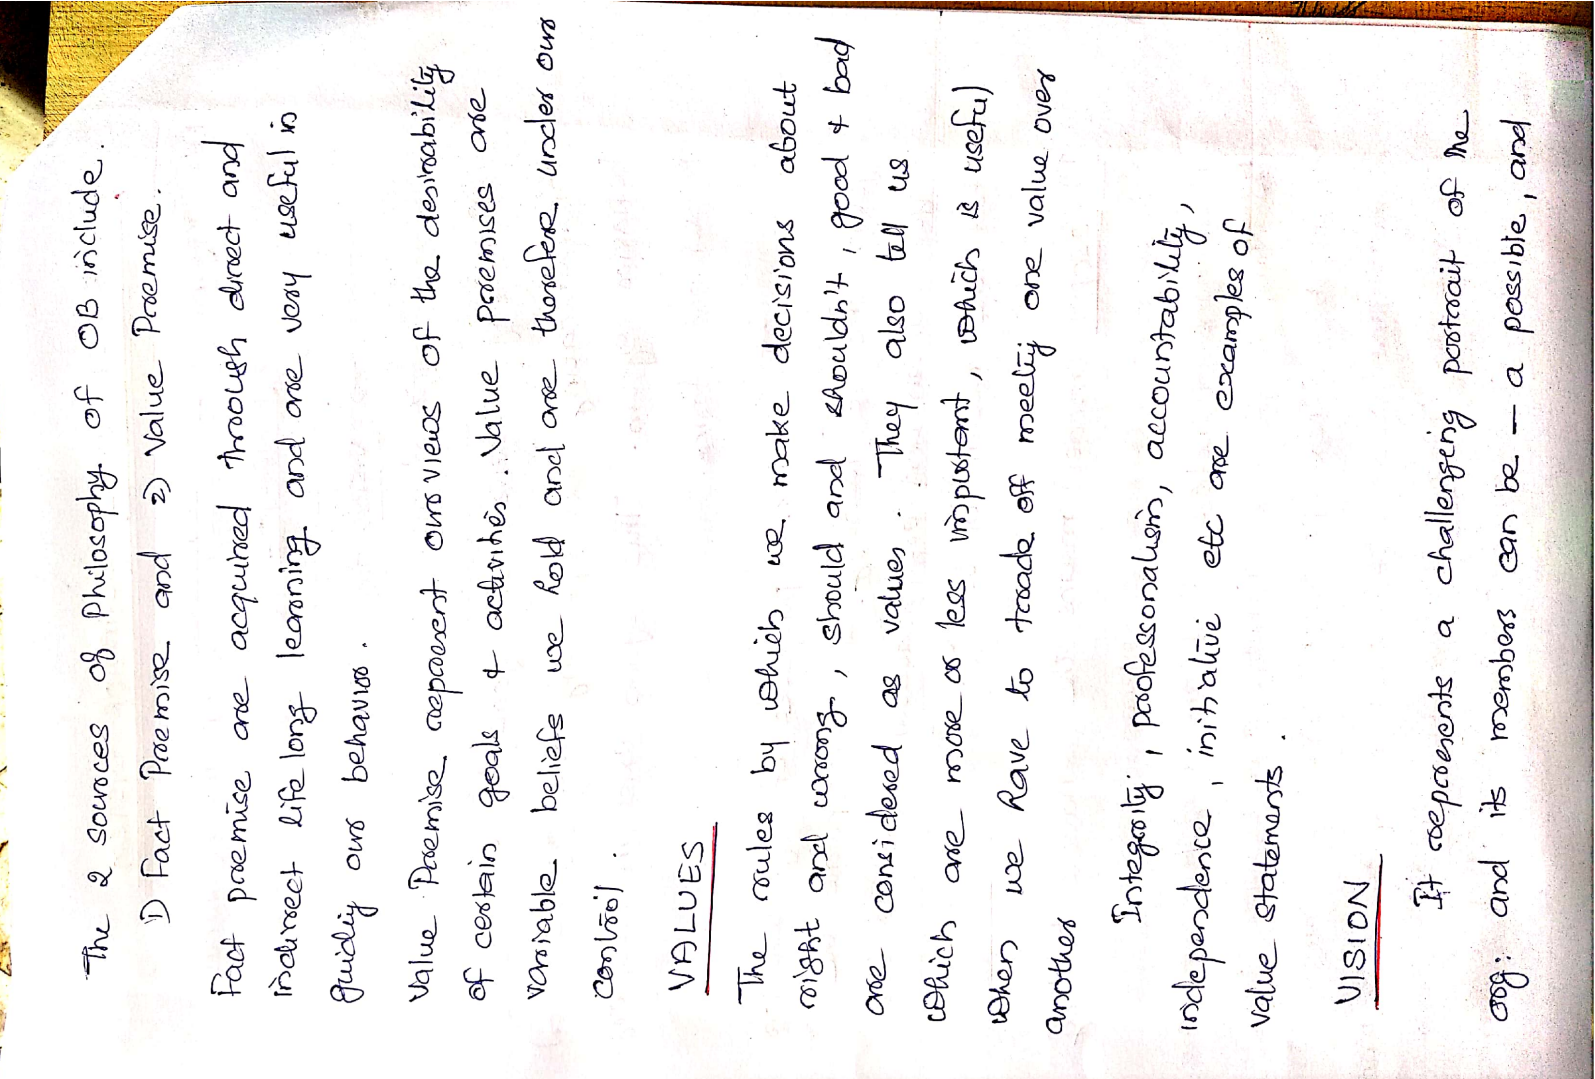 The 2 sources of Philosophy of OB include.
1) Fact Premise and 2) Value Premise.
Fact premise are acquired through direct and
indirect life long learning and are very useful in
guiding our behavior.
Value Premise represent our views of the desirability
of certain goals & activities. Value premises are
variable beliefs we hold and are therefore under our
control.
VALUES
The rules by which we make decisions about
right and wrong, should and shouldn't, good & bad
are considered as values. They also tell us
which are more or less important, which is useful
when we have to trade off meeting one value over
another
Integrity, professionalism, accountability,
independence, initiative etc are examples of
value statements.
VISION
It represents a challenging portrait of the
org: and its members can be - a possible, and